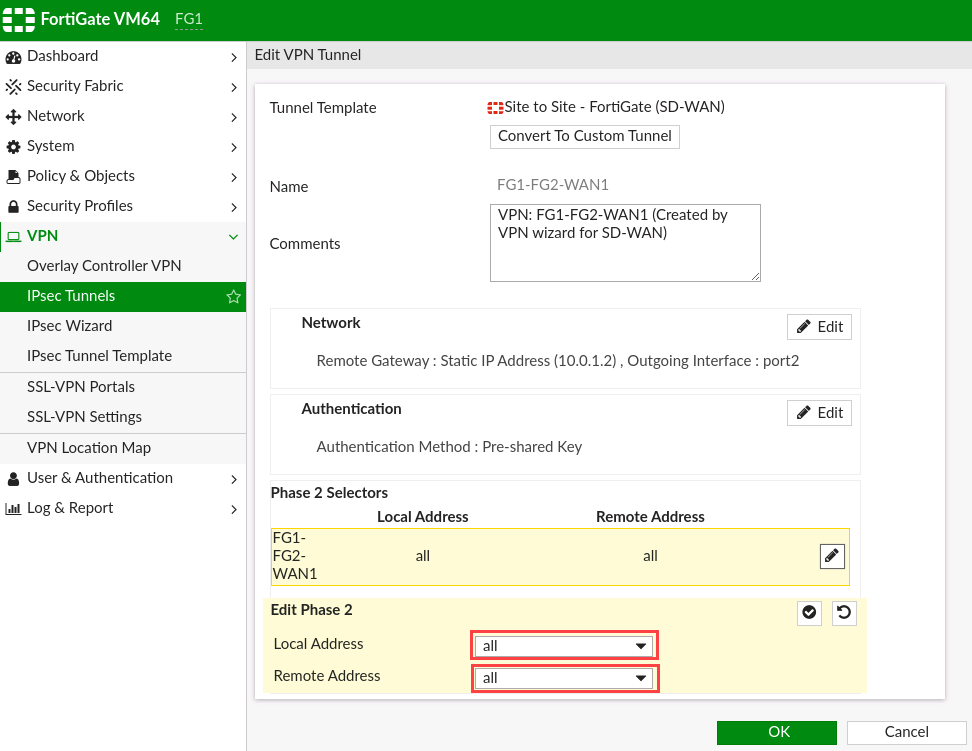 FortiGate VM64 FG1
Dashboard
Security Fabric
Network
System
Policy & Objects
Security Profiles
VPN
Overlay Controller VPN
IPsec Tunnels
IPsec Wizard
IPsec Tunnel Template
SSL-VPN Portals
SSL-VPN Settings
VPN Location Map
User & Authentication
Log & Report
Edit VPN Tunnel
Tunnel Template Site to Site - FortiGate (SD-WAN)
Convert To Custom Tunnel
Name FG1-FG2-WAN1
Comments
VPN: FG1-FG2-WAN1 (Created by
VPN wizard for SD-WAN)
Network Edit
Remote Gateway : Static IP Address (10.0.1.2) , Outgoing Interface : port2
Authentication Edit
Authentication Method : Pre-shared Key
Phase 2 Selectors
Local Address Remote Address
FG1-
FG2- all all
WAN1
Edit Phase 2
Local Address all
Remote Address all
OK Cancel